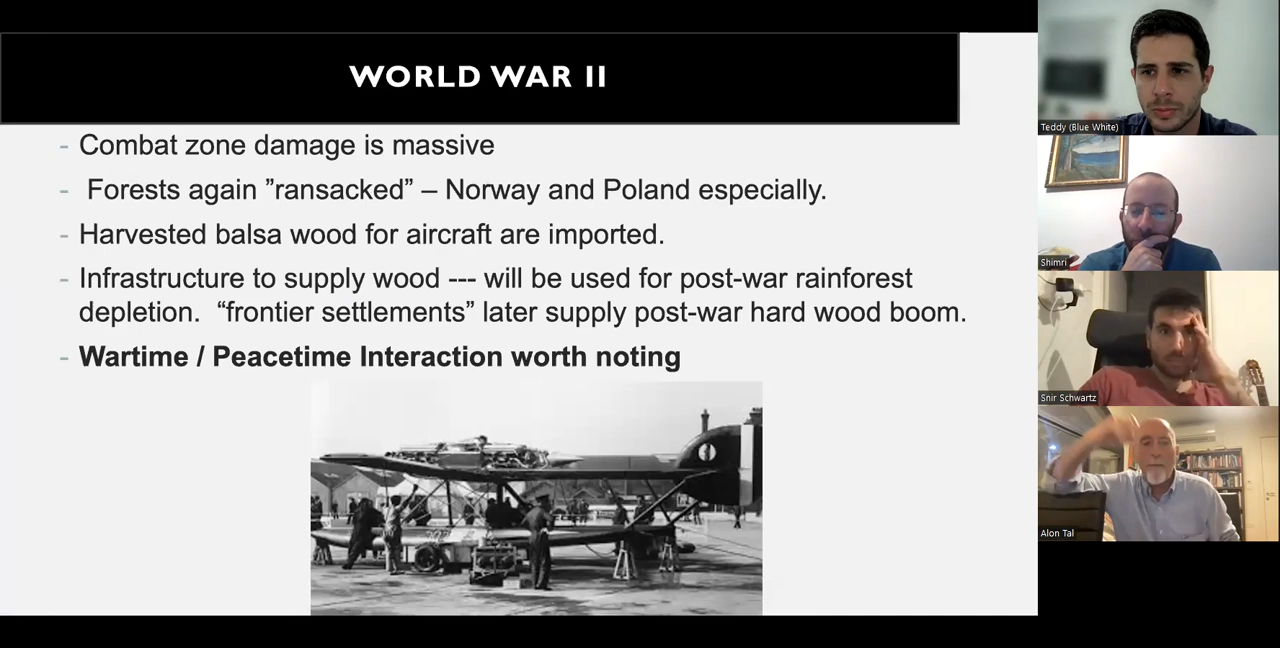 WORLD WAR II
- Combat zone damage is massive
- Forests again ”ransacked” – Norway and Poland especially.
- Harvested balsa wood for aircraft are imported.
- Infrastructure to supply wood --- will be used for post-war rainforest
depletion. “frontier settlements” later supply post-war hard wood boom.
- Wartime / Peacetime Interaction worth noting
Teddy (Blue White)
Shimri
Snir Schwartz
Alon Tal